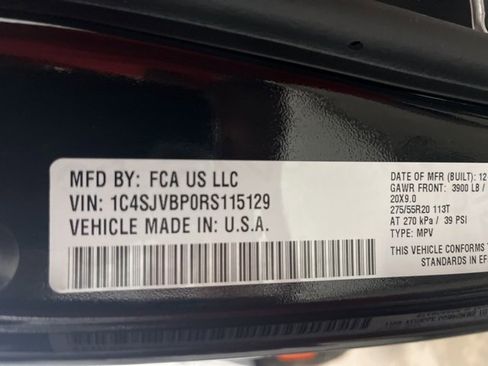 MFD BY: FCA US LLC
VIN: 1C4SJVBP0RS115129
VEHICLE MADE IN: U.S.A.
DATE OF MFR (BUILT): 12
GAWR FRONT: 3900 LB /
20X9.0
275/55R20 113T
AT 270 kPa / 39 PSI
TYPE: MPV
THIS VEHICLE CONFORMS
STANDARDS IN